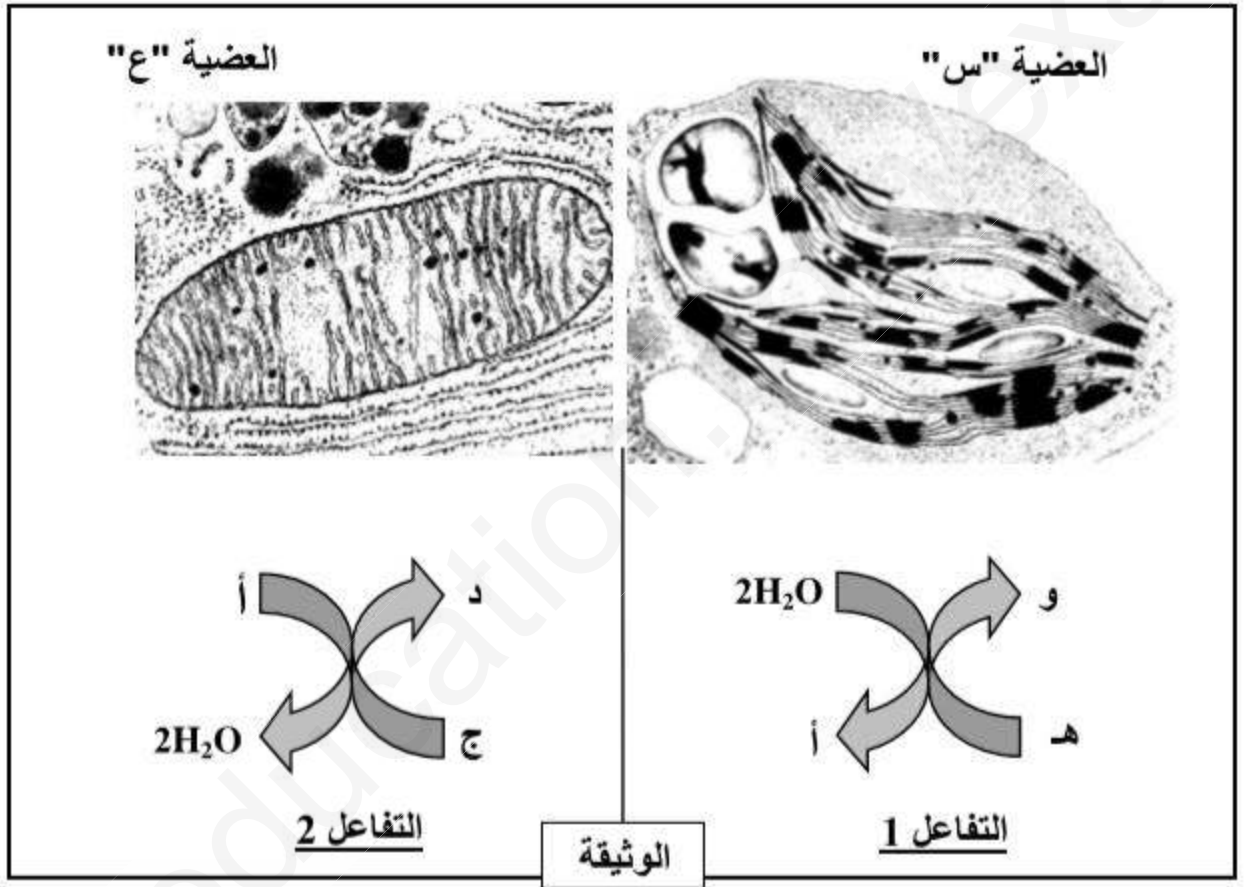 العضية "س"
العضية "ع"
2H₂O
و
أ
هـ
التفاعل 1
أ
د
2H₂O
ج
التفاعل 2
الوثيقة